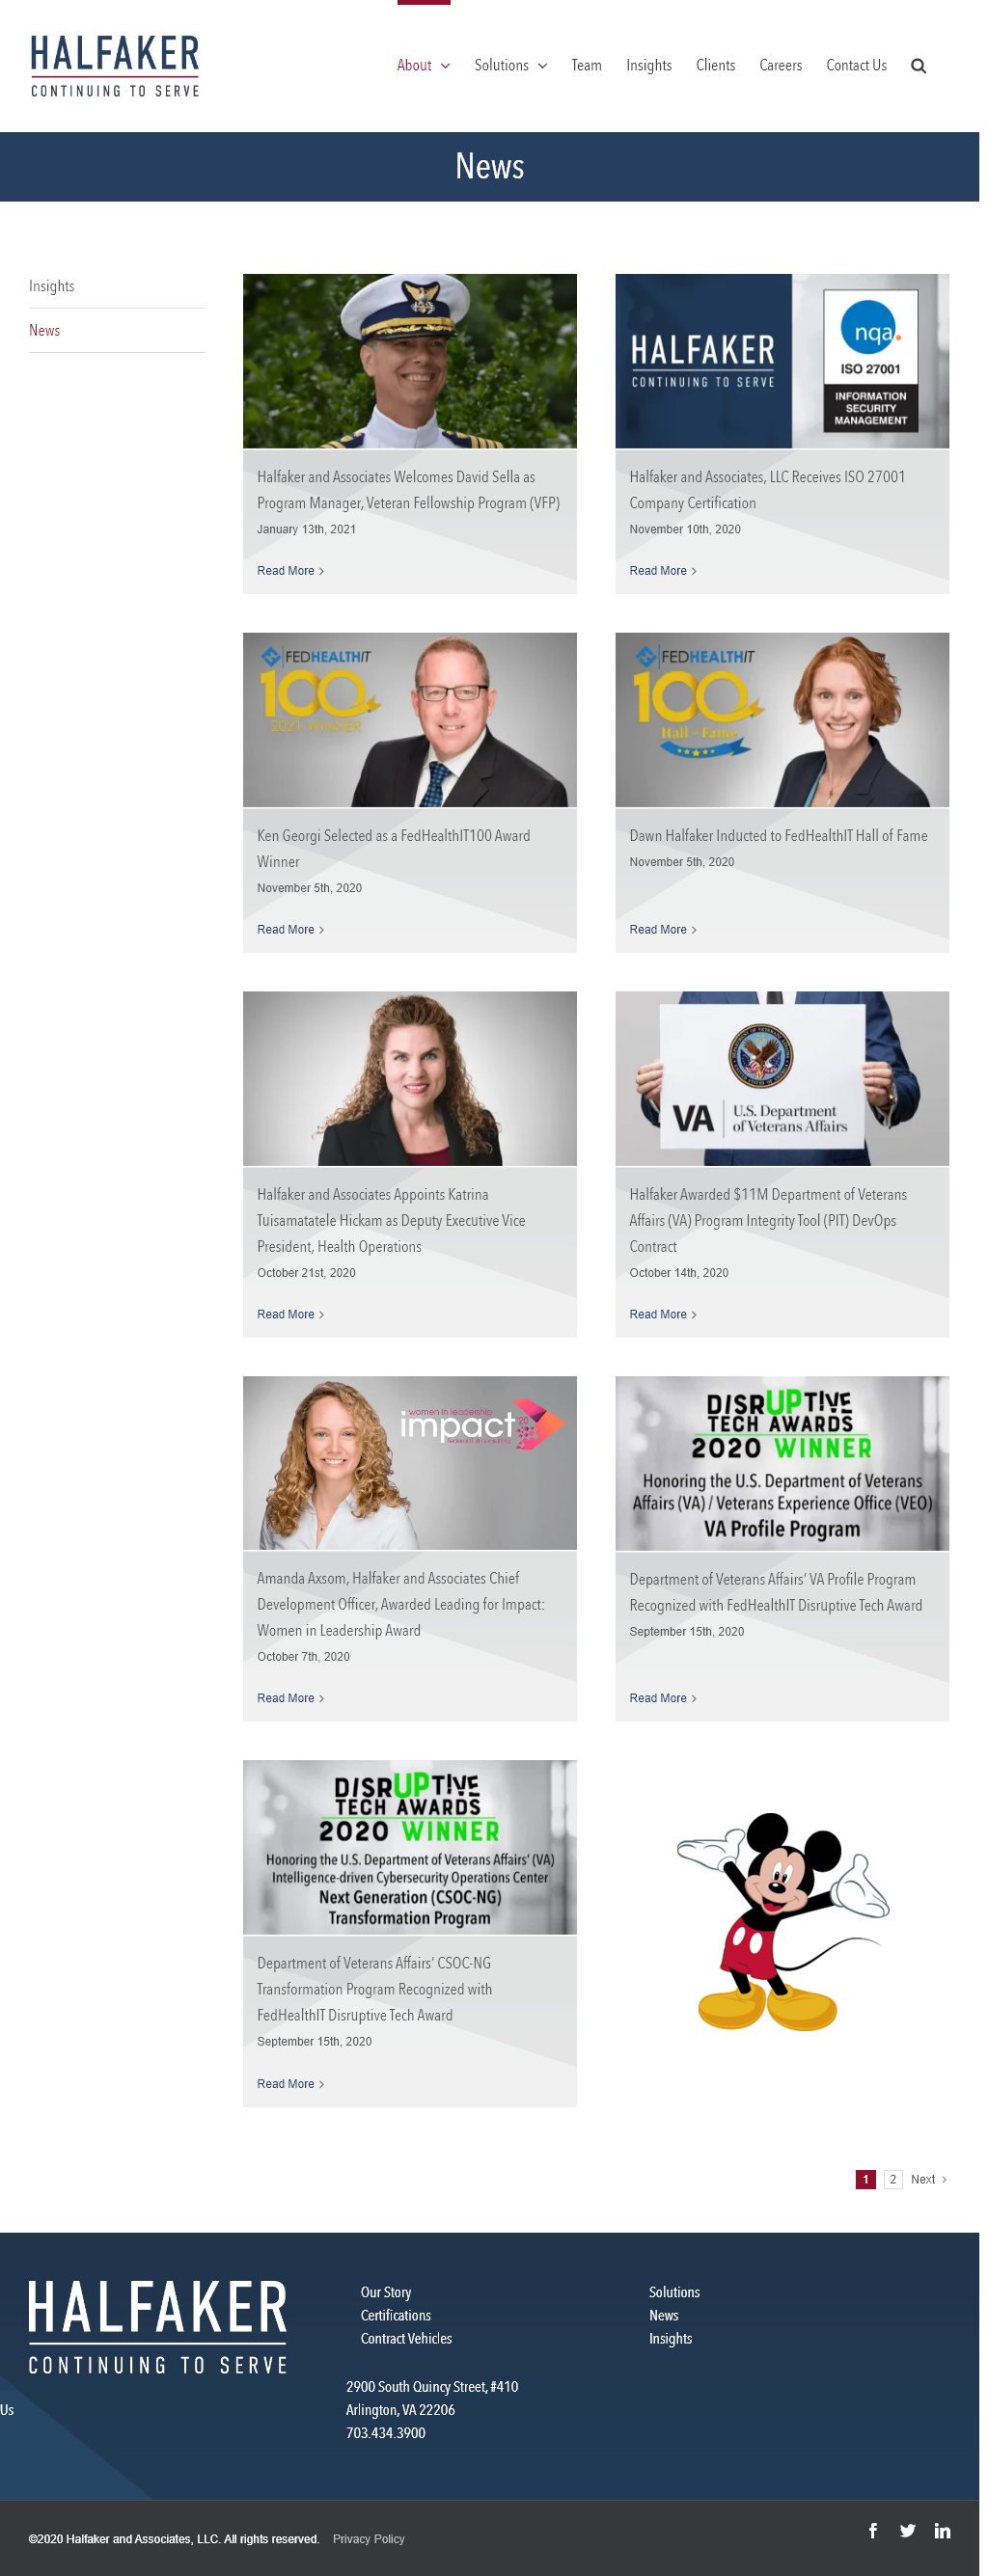 HALFAKER
CONTINUING TO SERVE
About
Solutions
Team
Insights
Clients
Careers
Contact Us
News
Insights
News
HALFAKER
CONTINUING TO SERVE
nqa.
ISO 27001
INFORMATION
SECURITY
MANAGEMENT
Halfaker and Associates Welcomes David Sella as
Program Manager, Veteran Fellowship Program (VFP)
January 13th, 2021
Read More
Halfaker and Associates, LLC Receives ISO 27001
Company Certification
November 10th, 2020
Read More
FEDHEALTHIT
100
2021 WINNER
FEDHEALTHIT
100
Hall - Fame
Ken Georgi Selected as a FedHealthIT100 Award
Winner
November 5th, 2020
Read More
Dawn Halfaker Inducted to FedHealthIT Hall of Fame
November 5th, 2020
Read More
VA
U.S. Department
of Veterans Affairs
Halfaker and Associates Appoints Katrina
Tuisamatatele Hickam as Deputy Executive Vice
President, Health Operations
October 21st, 2020
Read More
Halfaker Awarded $11M Department of Veterans
Affairs (VA) Program Integrity Tool (PIT) DevOps
Contract
October 14th, 2020
Read More
women in leadership
impact
20
DISRUPTIVE
TECH AWARDS
2020 WINNER
Honoring the U.S. Department of Veterans
Affairs (VA) / Veterans Experience Office (VEO)
VA Profile Program
Amanda Axsom, Halfaker and Associates Chief
Development Officer, Awarded Leading for Impact:
Women in Leadership Award
October 7th, 2020
Read More
Department of Veterans Affairs’ VA Profile Program
Recognized with FedHealthIT Disruptive Tech Award
September 15th, 2020
Read More
DISRUPTIVE
TECH AWARDS
2020 WINNER
Honoring the U.S. Department of Veterans Affairs' (VA)
Intelligence-driven Cybersecurity Operations Center
Next Generation (CSOC-NG)
Transformation Program
Department of Veterans Affairs’ CSOC-NG
Transformation Program Recognized with
FedHealthIT Disruptive Tech Award
September 15th, 2020
Read More
1 2 Next
HALFAKER
CONTINUING TO SERVE
Our Story
Certifications
Contract Vehicles
Solutions
News
Insights
Us
2900 South Quincy Street, #410
Arlington, VA 22206
703.434.3900
©2020 Halfaker and Associates, LLC. All rights reserved. Privacy Policy